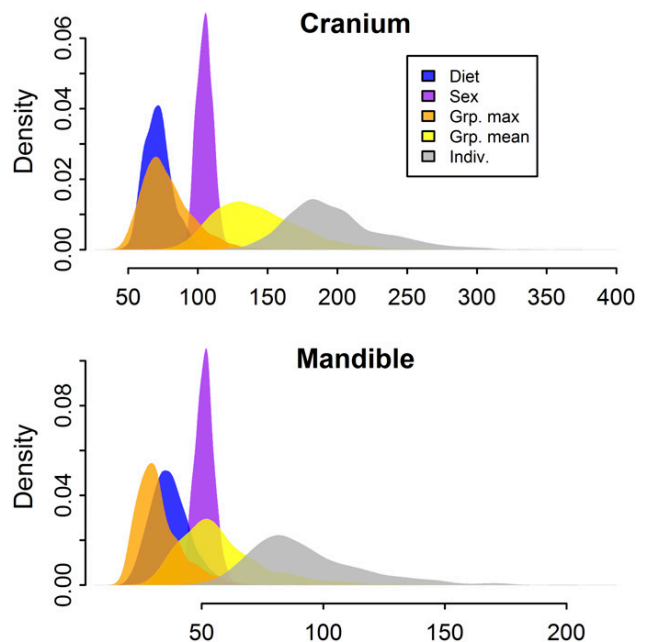 Cranium
Density
0.00 0.02 0.04 0.06
Diet
Sex
Grp. max
Grp. mean
Indiv.
50 100 150 200 250 300 350 400
Mandible
Density
0.00 0.04 0.08
50 100 150 200